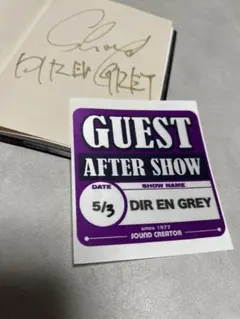 DIR EN GREY
GUEST
AFTER SHOW
DATE
SHOW NAME
5/3
DIR EN GREY
since 1977
SOUND CREATOR